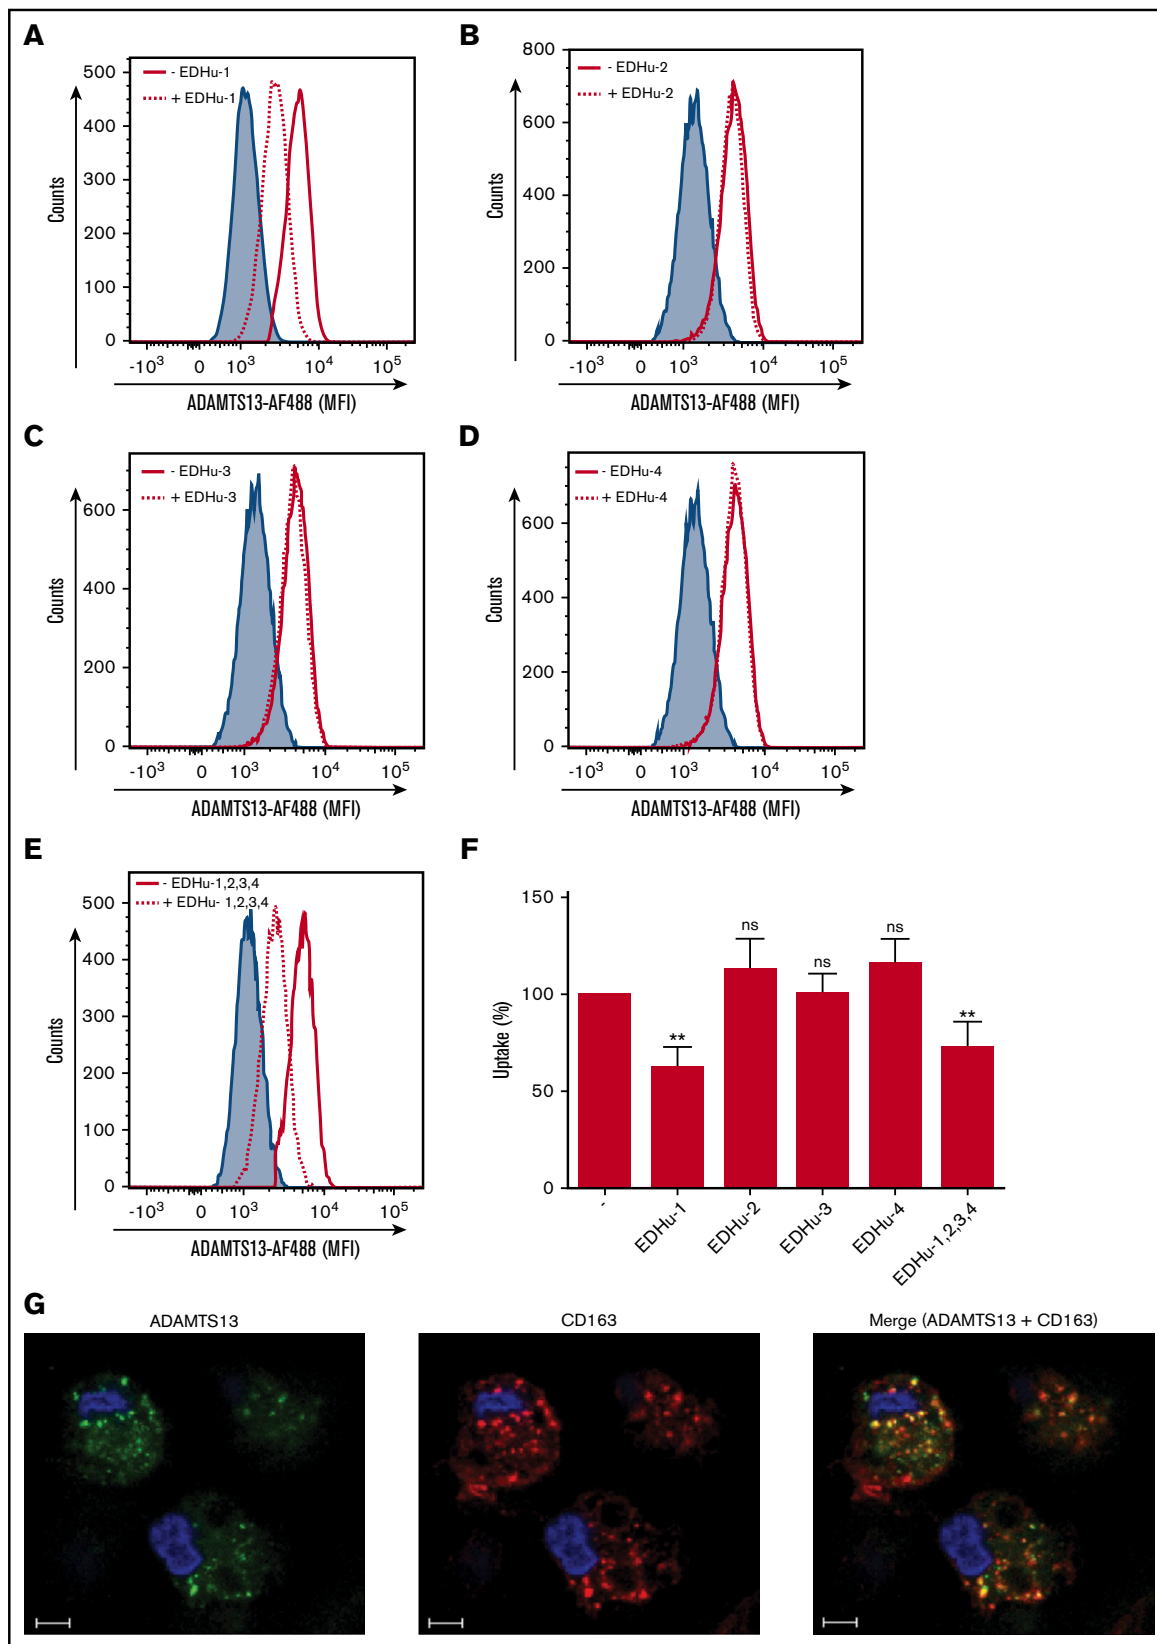 A
500
400
300
200
100
0
- EDHu-1
+ EDHu-1
Counts
-10³ 0 10³ 10⁴ 10⁵
ADAMTS13-AF488 (MFI)
B
800
600
400
200
0
- EDHu-2
+ EDHu-2
Counts
-10³ 0 10³ 10⁴ 10⁵
ADAMTS13-AF488 (MFI)
C
600
400
200
0
- EDHu-3
+ EDHu-3
Counts
-10³ 0 10³ 10⁴ 10⁵
ADAMTS13-AF488 (MFI)
D
600
400
200
0
- EDHu-4
+ EDHu-4
Counts
-10³ 0 10³ 10⁴ 10⁵
ADAMTS13-AF488 (MFI)
E
500
400
300
200
100
0
- EDHu-1,2,3,4
+ EDHu- 1,2,3,4
Counts
-10³ 0 10³ 10⁴ 10⁵
ADAMTS13-AF488 (MFI)
F
150
100
50
0
Uptake (%)
**
ns
ns
ns
**
-
EDHu-1
EDHu-2
EDHu-3
EDHu-4
EDHu-1,2,3,4
G
ADAMTS13
CD163
Merge (ADAMTS13 + CD163)